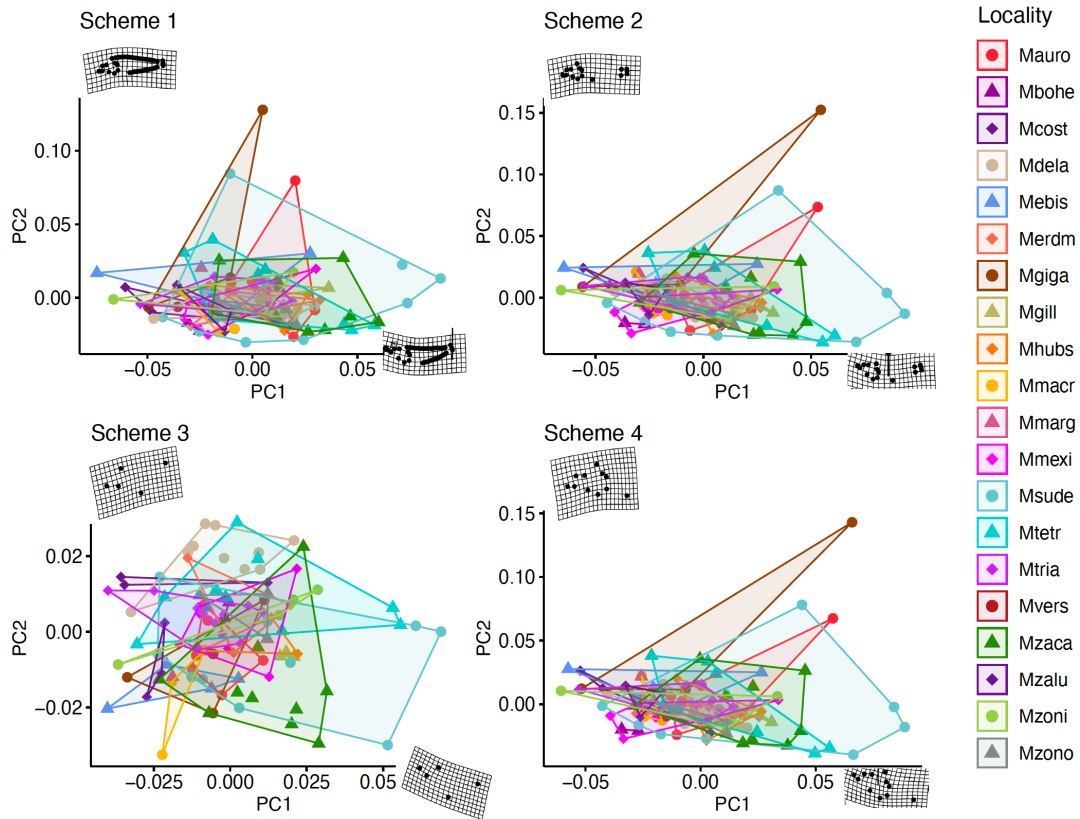 Scheme 1
0.10
0.05
0.00
PC2
−0.05
0.00
0.05
PC1
Scheme 2
0.15
0.10
0.05
0.00
PC2
−0.05
0.00
0.05
PC1
Scheme 3
0.02
0.00
−0.02
PC2
−0.025
0.000
0.025
0.05
PC1
Scheme 4
0.15
0.10
0.05
0.00
PC2
−0.05
0.00
0.05
PC1
Locality
Mauro
Mbohe
Mcost
Mdela
Mebis
Merdm
Mgiga
Mgill
Mhubs
Mmacr
Mmarg
Mmexi
Msude
Mtetr
Mtria
Mvers
Mzaca
Mzalu
Mzoni
Mzono